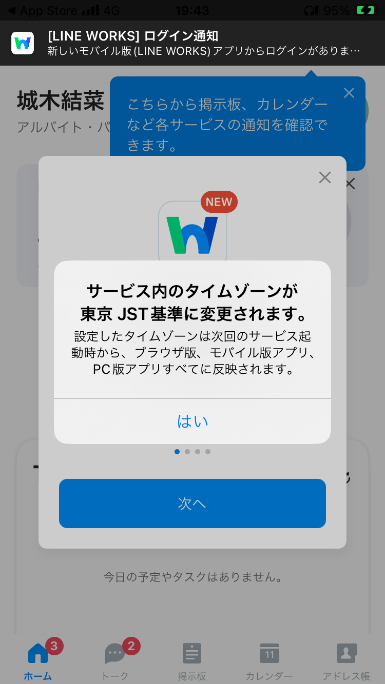 App Store 4G 19:43 95%
[LINE WORKS] ログイン通知
新しいモバイル版 (LINE WORKS) アプリからログインがありま…
城木結菜
アルバイト・パ
こちらから掲示板、カレンダー
など各サービスの通知を確認で
きます。
NEW
サービス内のタイムゾーンが
東京 JST基準に変更されます。
設定したタイムゾーンは次回のサービス起
動時から、ブラウザ版、モバイル版アプリ、
PC版アプリすべてに反映されます。
はい
次へ
今日の予定やタスクはありません。
3 2 11
ホーム トーク 掲示板 カレンダー アドレス帳